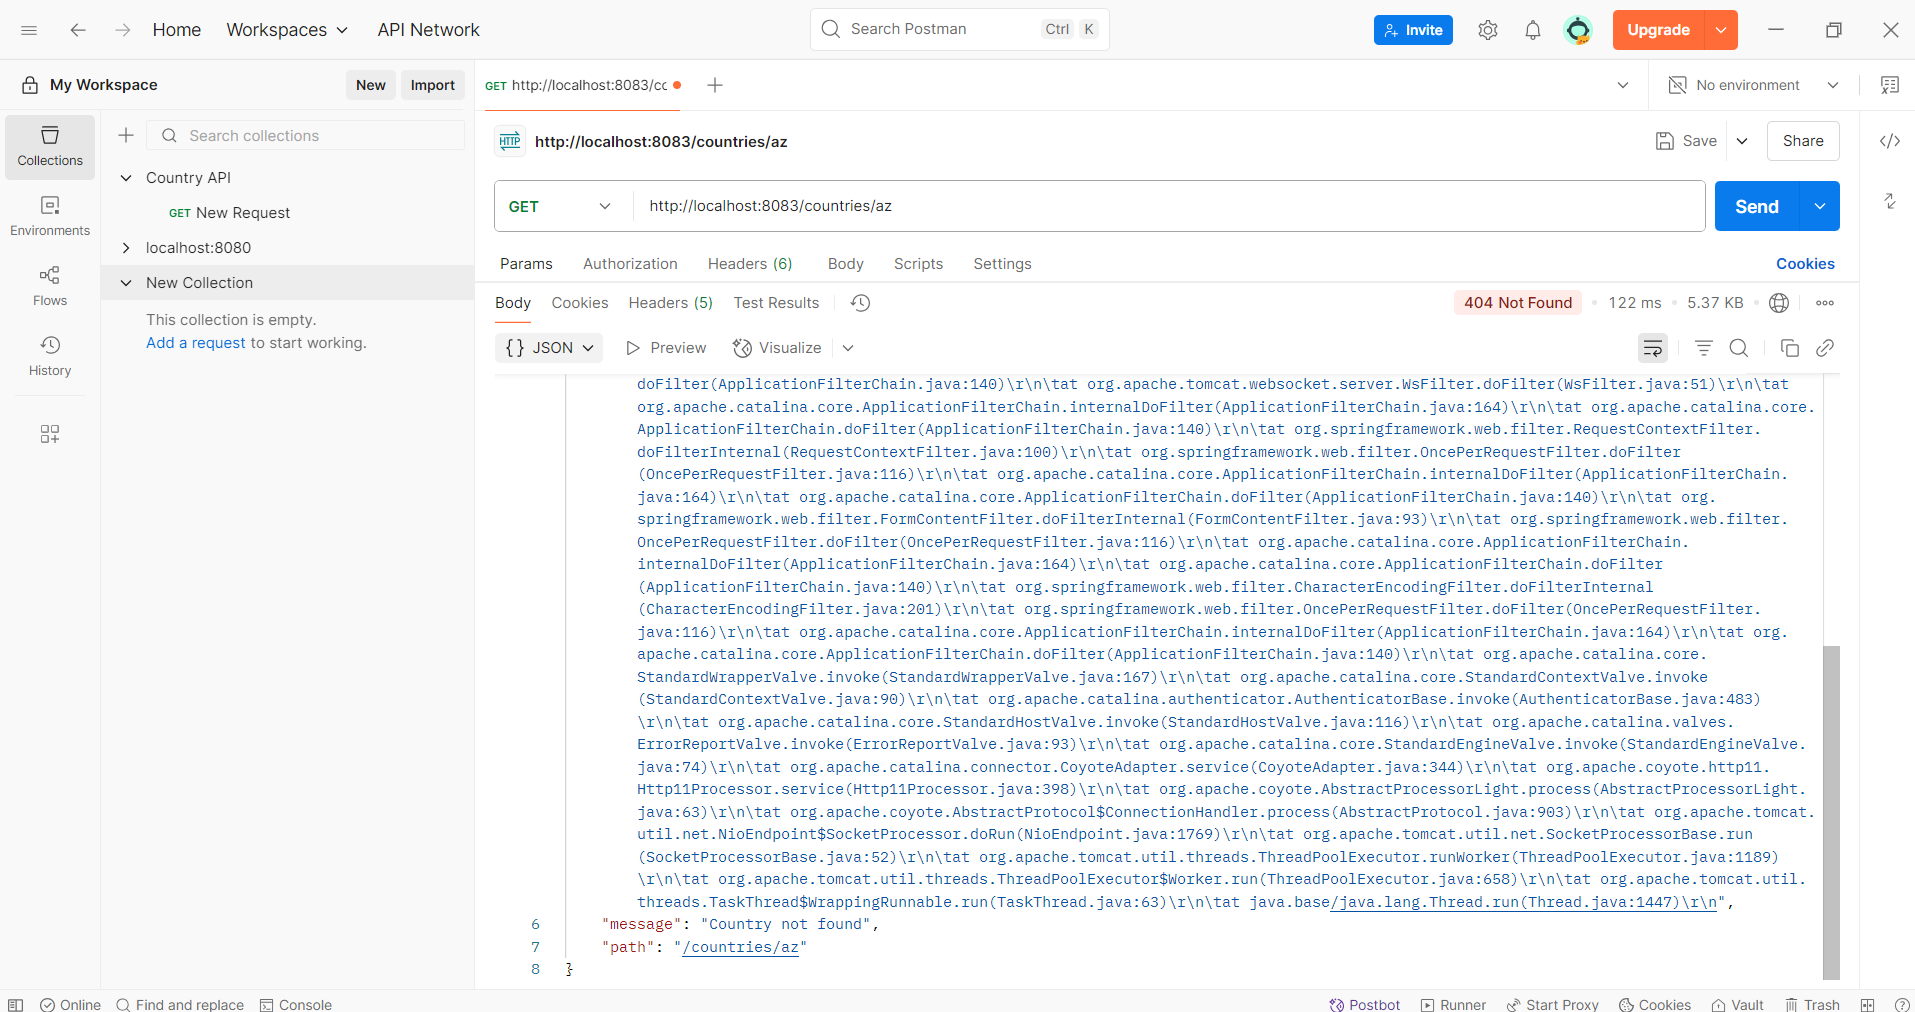 Home
Workspaces
API Network
Search Postman
Ctrl K
Invite
Upgrade
My Workspace
New
Import
GET http://localhost:8083/cc
No environment
Collections
Environments
Flows
History
Search collections
Country API
GET New Request
localhost:8080
New Collection
This collection is empty.
Add a request to start working.
HTTP http://localhost:8083/countries/az
Save
Share
GET
http://localhost:8083/countries/az
Send
Params Authorization Headers (6) Body Scripts Settings
Cookies
Body Cookies Headers (5) Test Results
404 Not Found • 122 ms • 5.37 KB •
{} JSON Preview Visualize
doFilter(ApplicationFilterChain.java:140)\r\n\tat org.apache.tomcat.websocket.server.WsFilter.doFilter(WsFilter.java:51)\r\n\tat
org.apache.catalina.core.ApplicationFilterChain.internalDoFilter(ApplicationFilterChain.java:164)\r\n\tat org.apache.catalina.core.
ApplicationFilterChain.doFilter(ApplicationFilterChain.java:140)\r\n\tat org.springframework.web.filter.RequestContextFilter.
doFilterInternal(RequestContextFilter.java:100)\r\n\tat org.springframework.web.filter.OncePerRequestFilter.doFilter
(OncePerRequestFilter.java:116)\r\n\tat org.apache.catalina.core.ApplicationFilterChain.internalDoFilter(ApplicationFilterChain.
java:164)\r\n\tat org.apache.catalina.core.ApplicationFilterChain.doFilter(ApplicationFilterChain.java:140)\r\n\tat org.
springframework.web.filter.FormContentFilter.doFilterInternal(FormContentFilter.java:93)\r\n\tat org.springframework.web.filter.
OncePerRequestFilter.doFilter(OncePerRequestFilter.java:116)\r\n\tat org.apache.catalina.core.ApplicationFilterChain.
internalDoFilter(ApplicationFilterChain.java:164)\r\n\tat org.apache.catalina.core.ApplicationFilterChain.doFilter
(ApplicationFilterChain.java:140)\r\n\tat org.springframework.web.filter.CharacterEncodingFilter.doFilterInternal
(CharacterEncodingFilter.java:201)\r\n\tat org.springframework.web.filter.OncePerRequestFilter.doFilter(OncePerRequestFilter.
java:116)\r\n\tat org.apache.catalina.core.ApplicationFilterChain.internalDoFilter(ApplicationFilterChain.java:164)\r\n\tat org.
apache.catalina.core.ApplicationFilterChain.doFilter(ApplicationFilterChain.java:140)\r\n\tat org.apache.catalina.core.
StandardWrapperValve.invoke(StandardWrapperValve.java:167)\r\n\tat org.apache.catalina.core.StandardContextValve.invoke
(StandardContextValve.java:90)\r\n\tat org.apache.catalina.authenticator.AuthenticatorBase.invoke(AuthenticatorBase.java:483)
\r\n\tat org.apache.catalina.core.StandardHostValve.invoke(StandardHostValve.java:116)\r\n\tat org.apache.catalina.valves.
ErrorReportValve.invoke(ErrorReportValve.java:93)\r\n\tat org.apache.catalina.core.StandardEngineValve.invoke(StandardEngineValve.
java:74)\r\n\tat org.apache.catalina.connector.CoyoteAdapter.service(CoyoteAdapter.java:344)\r\n\tat org.apache.coyote.http11.
Http11Processor.service(Http11Processor.java:398)\r\n\tat org.apache.coyote.AbstractProcessorLight.process(AbstractProcessorLight.
java:63)\r\n\tat org.apache.coyote.AbstractProtocol$ConnectionHandler.process(AbstractProtocol.java:903)\r\n\tat org.apache.tomcat.
util.net.NioEndpoint$SocketProcessor.doRun(NioEndpoint.java:1769)\r\n\tat org.apache.tomcat.util.net.SocketProcessorBase.run
(SocketProcessorBase.java:52)\r\n\tat org.apache.tomcat.util.threads.ThreadPoolExecutor.runWorker(ThreadPoolExecutor.java:1189)
\r\n\tat org.apache.tomcat.util.threads.ThreadPoolExecutor$Worker.run(ThreadPoolExecutor.java:658)\r\n\tat org.apache.tomcat.util.
threads.TaskThread$WrappingRunnable.run(TaskThread.java:63)\r\n\tat java.base/java.lang.Thread.run(Thread.java:1447)\r\n",
6 "message": "Country not found",
7 "path": "/countries/az"
8 }
Online Find and replace Console
Postbot Runner Start Proxy Cookies Vault Trash